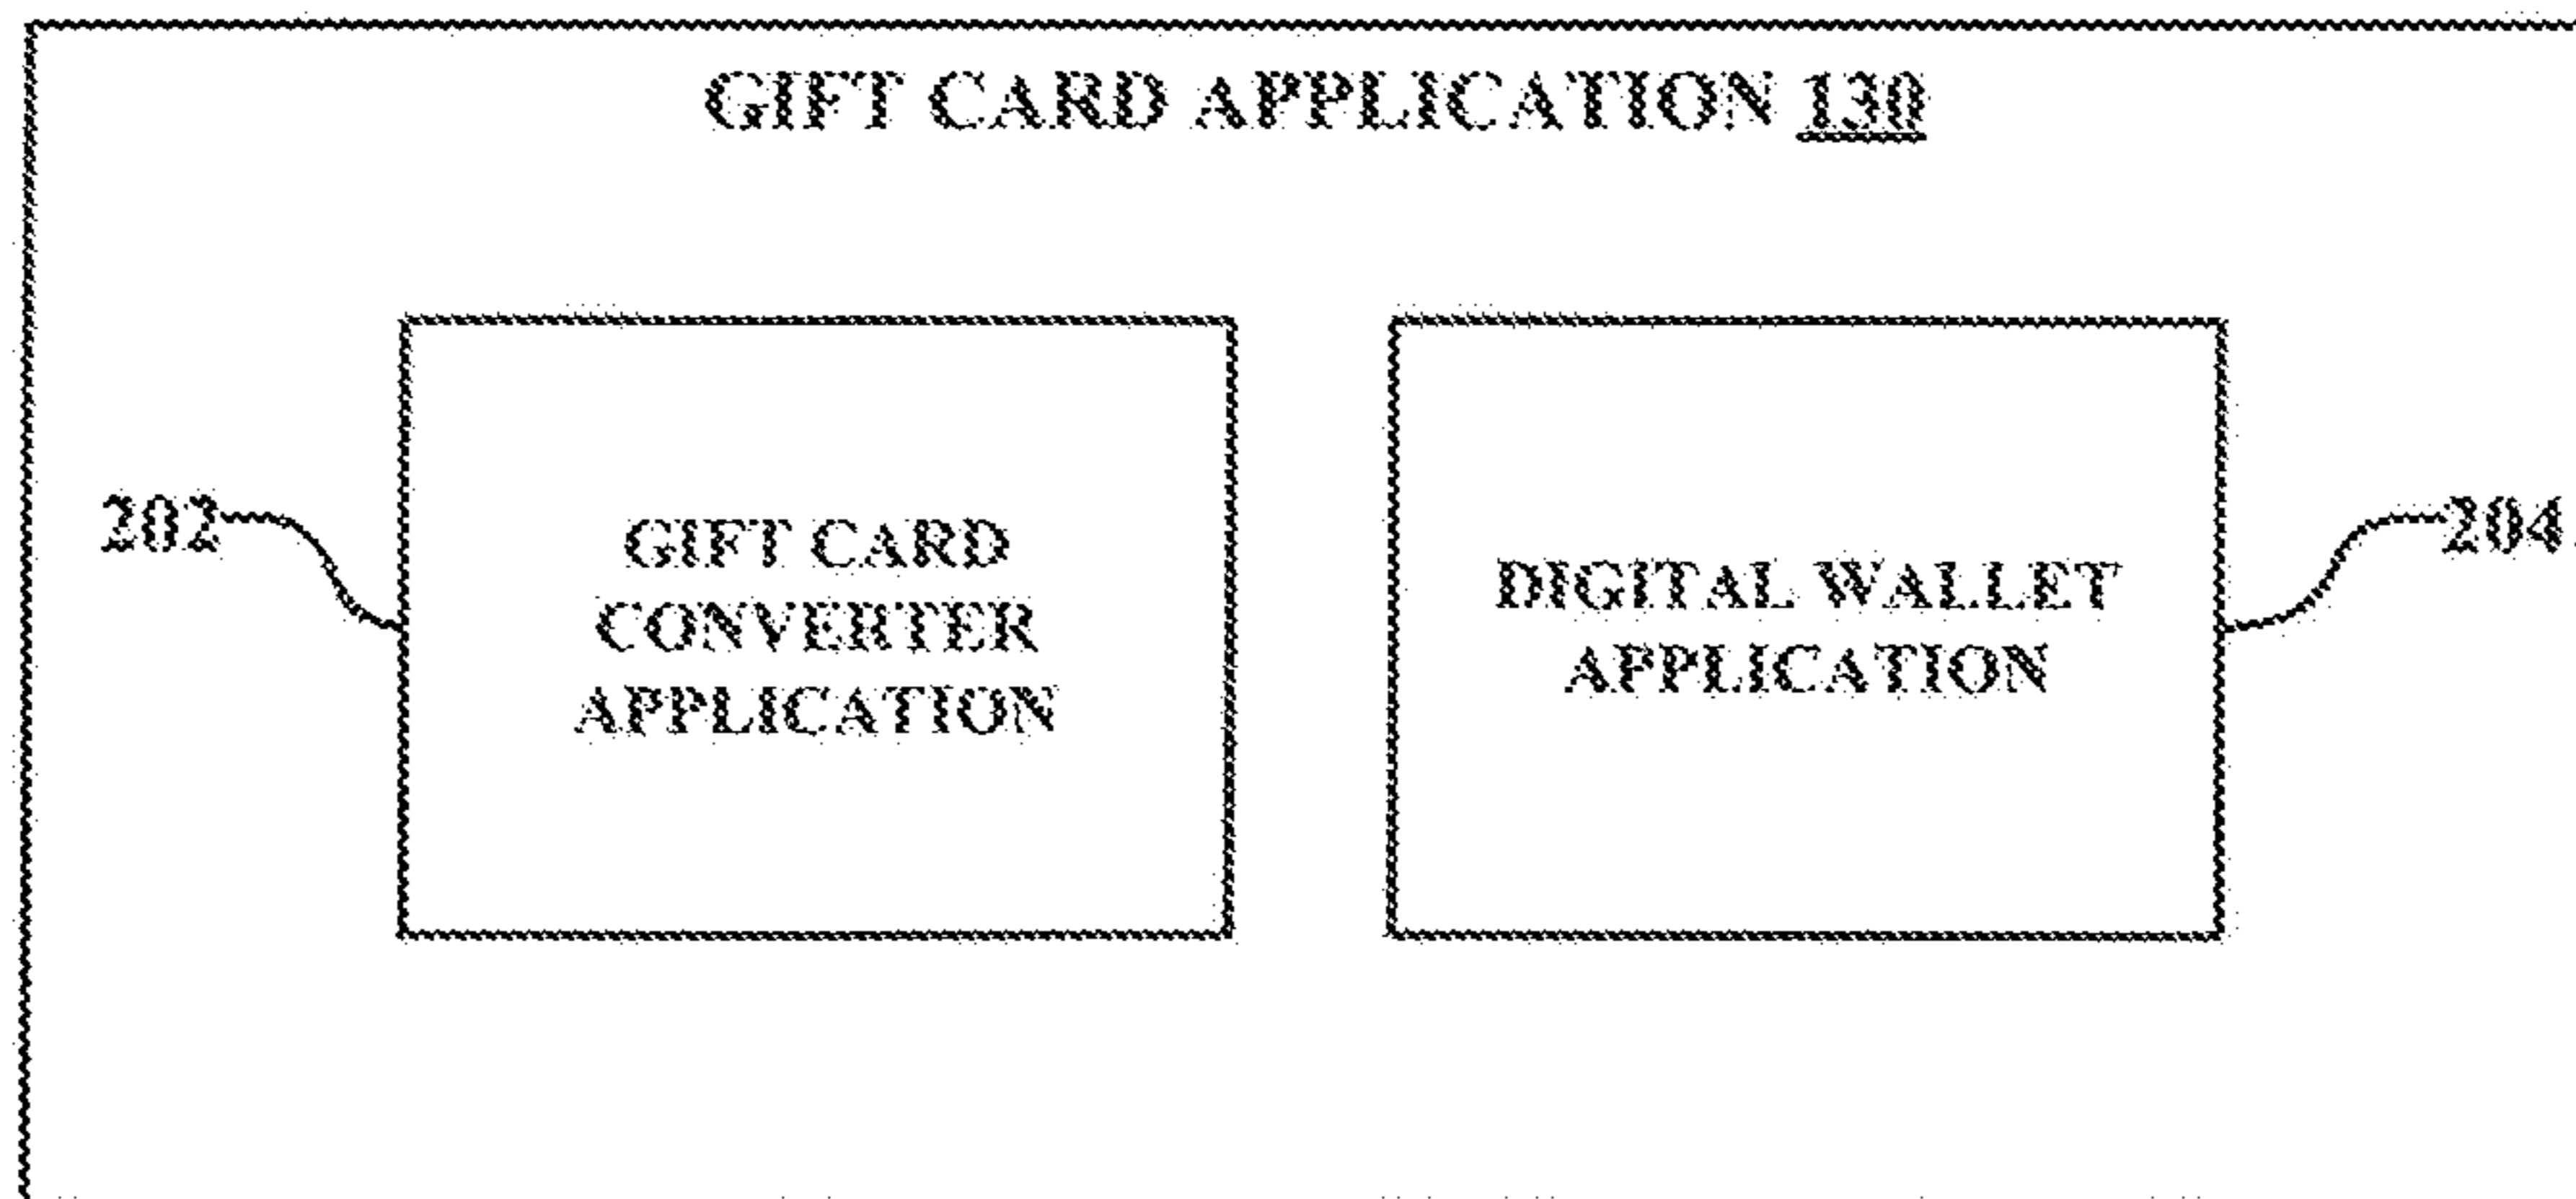 GIFT CARD APPLICATION 130
202
GIFT CARD
CONVERTER
APPLICATION
DIGITAL WALLET
APPLICATION
204